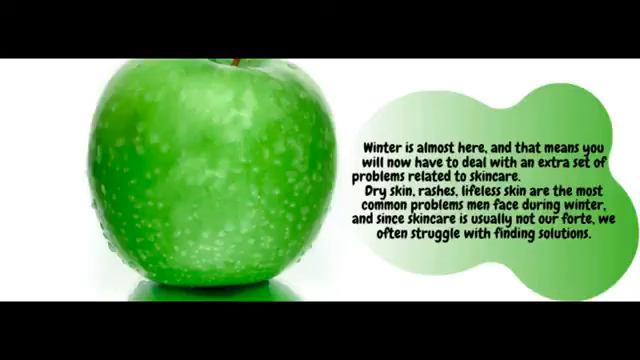 Winter is almost here, and that means you
will now have to deal with an extra set of
problems related to skincare.
Dry skin, rashes, lifeless skin are the most
common problems men face during winter,
and since skincare is usually not our forte, we
often struggle with finding solutions.